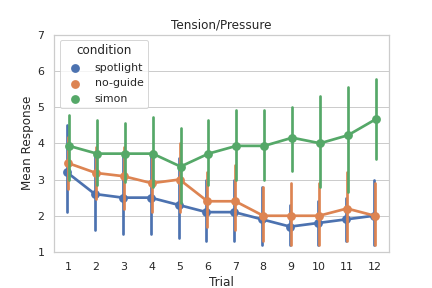 Tension/Pressure
condition
spotlight
no-guide
simon
7
6
5
4
3
2
1
Mean Response
1 2 3 4 5 6 7 8 9 10 11 12
Trial